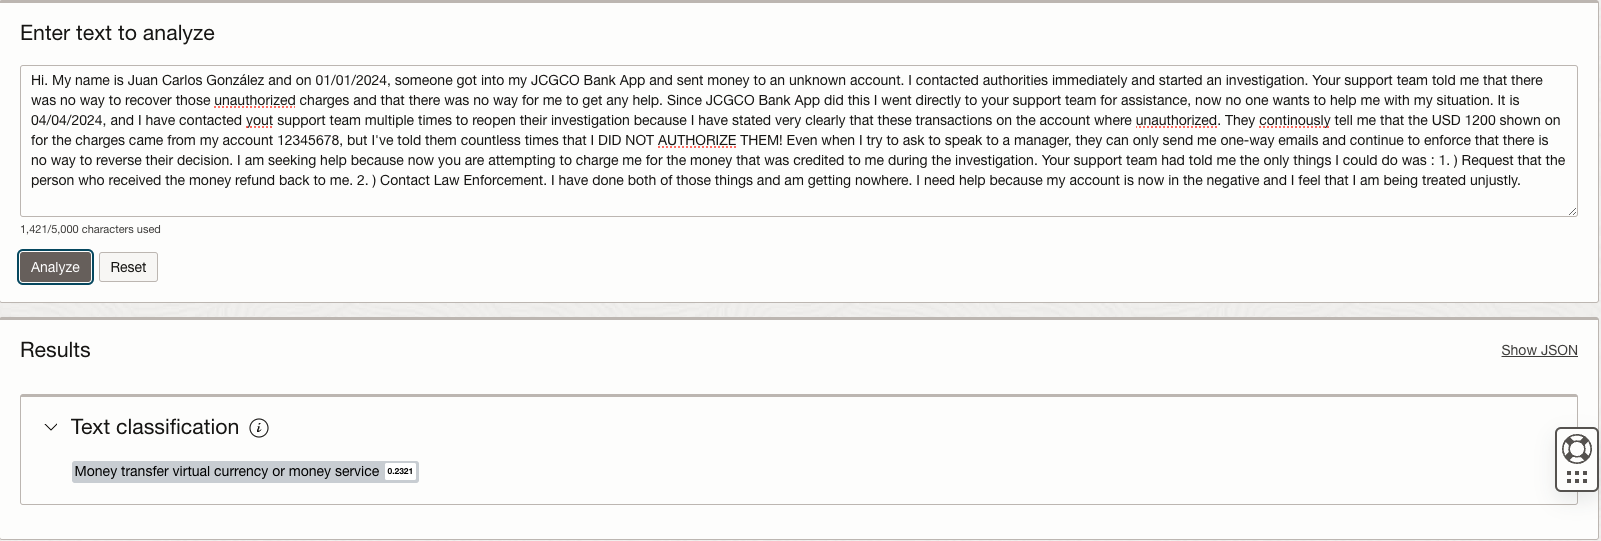 Enter text to analyze
Hi. My name is Juan Carlos González and on 01/01/2024, someone got into my JCGCO Bank App and sent money to an unknown account. I contacted authorities immediately and started an investigation. Your support team told me that there
was no way to recover those unauthorized charges and that there was no way for me to get any help. Since JCGCO Bank App did this I went directly to your support team for assistance, now no one wants to help me with my situation. It is
04/04/2024, and I have contacted yout support team multiple times to reopen their investigation because I have stated very clearly that these transactions on the account where unauthorized. They continously tell me that the USD 1200 shown on
for the charges came from my account 12345678, but I've told them countless times that I DID NOT AUTHORIZE THEM! Even when I try to ask to speak to a manager, they can only send me one-way emails and continue to enforce that there is
no way to reverse their decision. I am seeking help because now you are attempting to charge me for the money that was credited to me during the investigation. Your support team had told me the only things I could do was : 1. ) Request that the
person who received the money refund back to me. 2. ) Contact Law Enforcement. I have done both of those things and am getting nowhere. I need help because my account is now in the negative and I feel that I am being treated unjustly.
1,421/5,000 characters used
Analyze Reset
Results Show JSON
Text classification i
Money transfer virtual currency or money service 0.2321